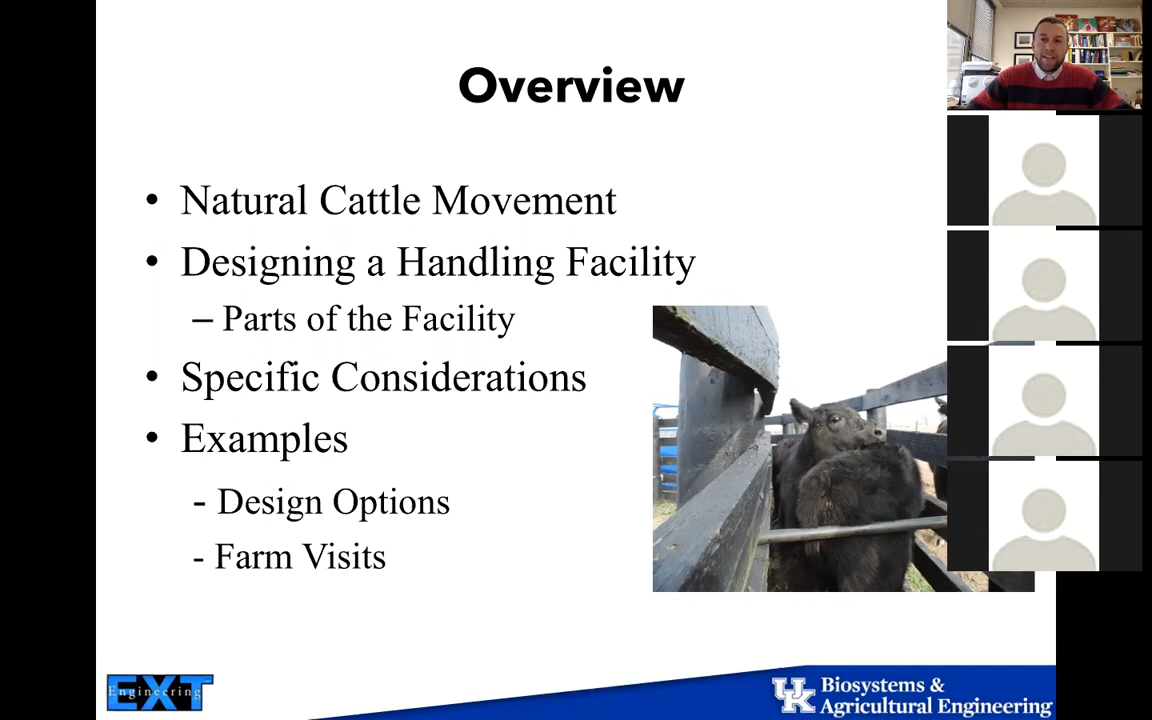 Overview
• Natural Cattle Movement
• Designing a Handling Facility
– Parts of the Facility
• Specific Considerations
• Examples
- Design Options
- Farm Visits
EXT
Engineering
UK
Biosystems &
Agricultural Engineering